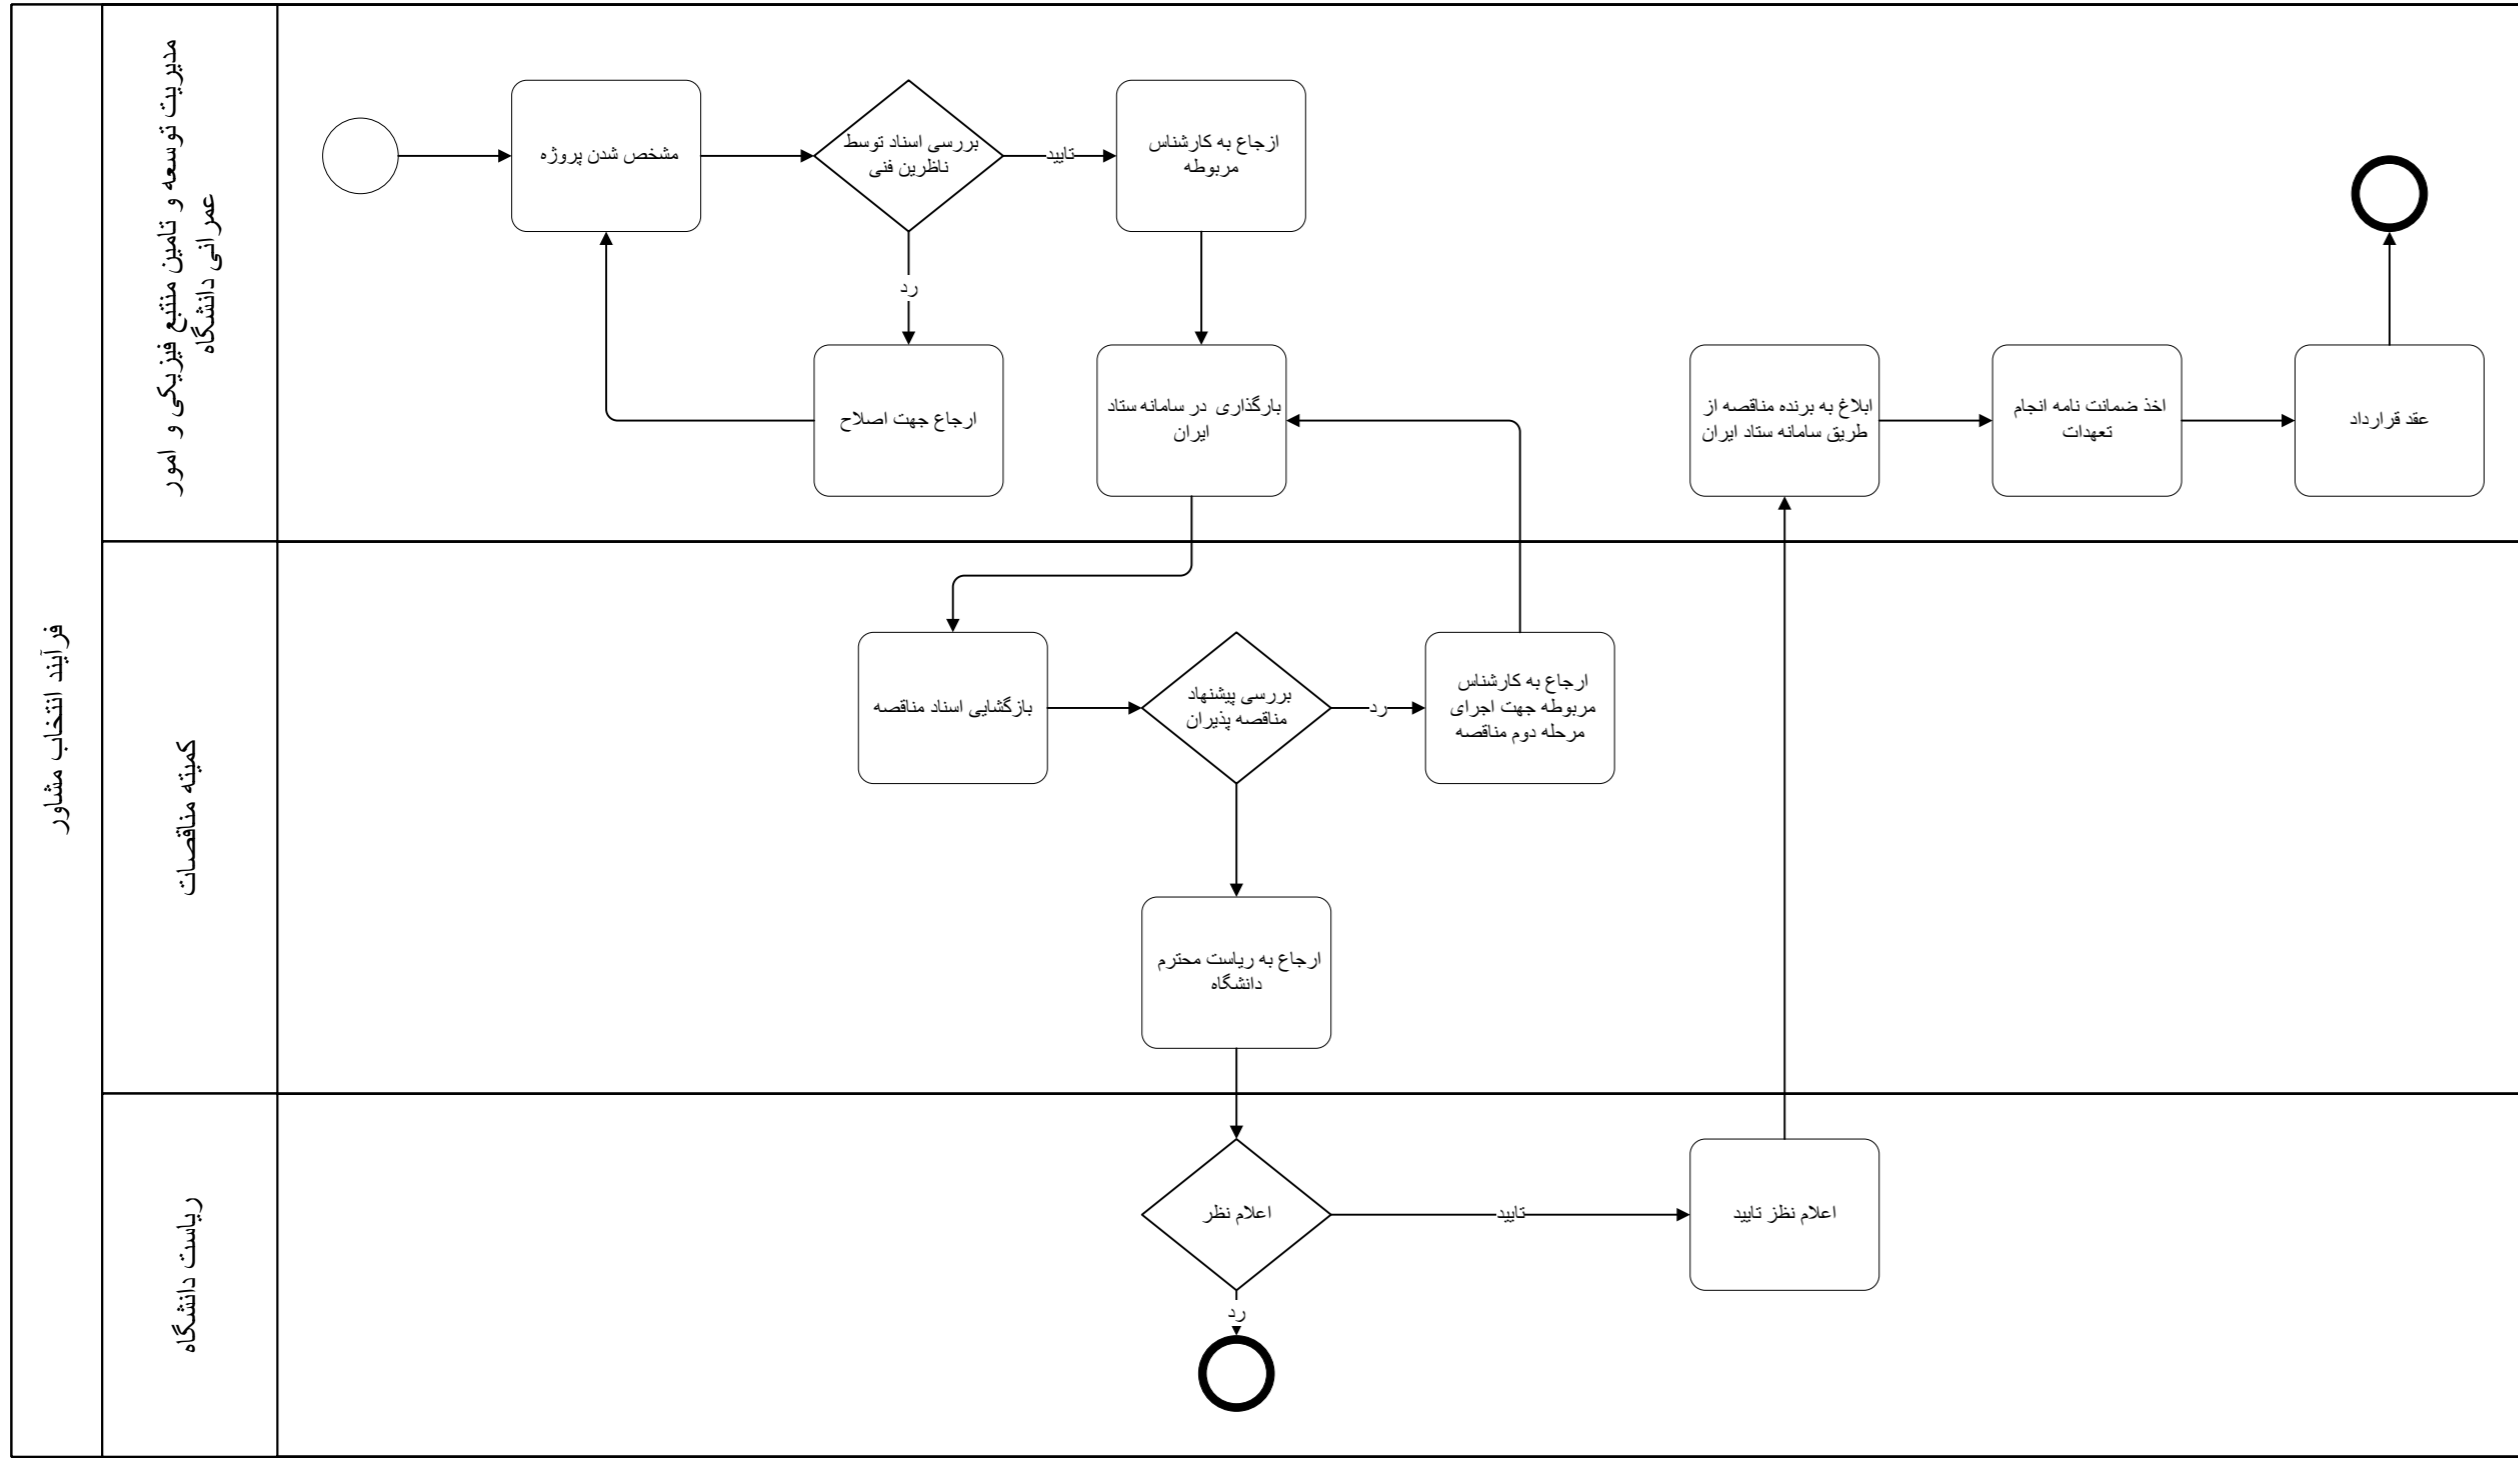 فرآیند انتخاب مشاور
مدیریت توسعه و تامین منتبع فیزیکی و امور
عمرانی دانشگاه
مشخص شدن پروژه
بررسی اسناد توسط
ناظرین فنی
تایید
ازجاع به کارشناس
مربوطه
رد
ارجاع جهت اصلاح
بارگذاری در سامانه ستاد
ایران
ابلاغ به برنده مناقصه از
طریق سامانه ستاد ایران
اخذ ضمانت نامه انجام
تعهدات
عقد قرارداد
کمیته مناقصات
بازگشایی اسناد مناقصه
بررسی پیشنهاد
مناقصه پذیران
رد
ارجاع به کارشناس
مربوطه جهت اجرای
مرحله دوم مناقصه
ارجاع به ریاست محترم
دانشگاه
ریاست دانشگاه
اعلام نظر
تایید
اعلام نظز تایید
رد